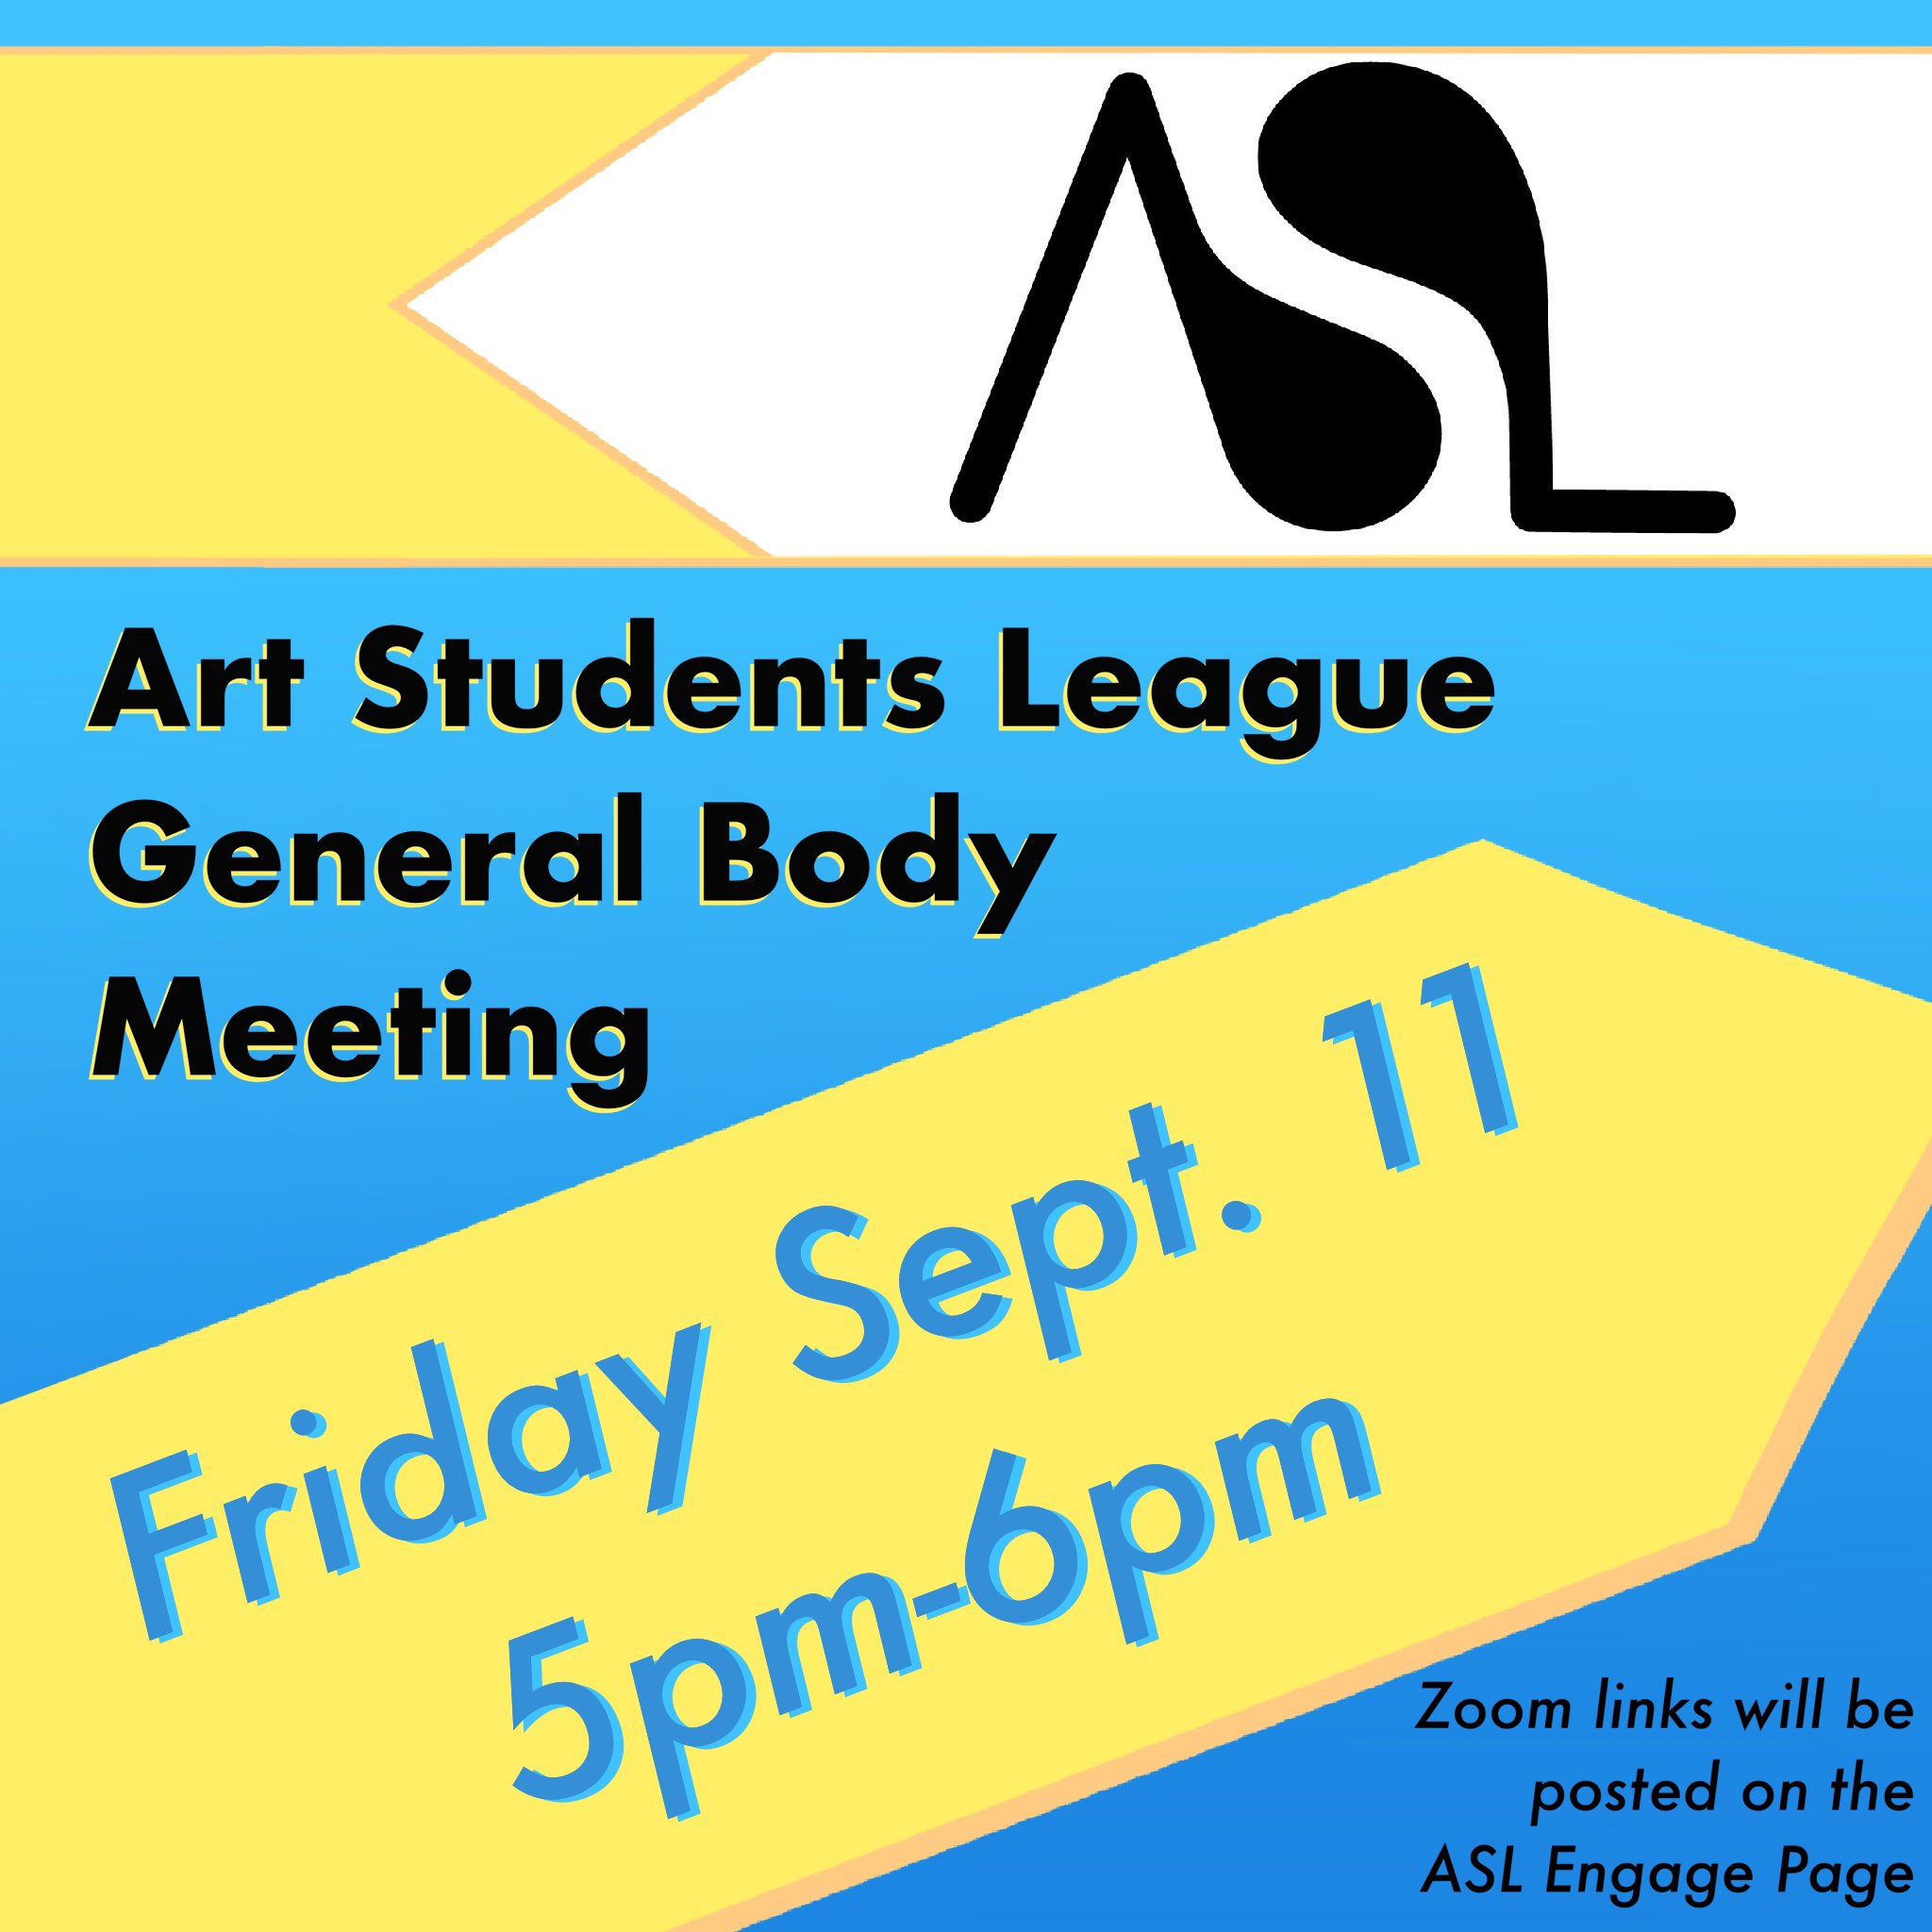 ASL
Art Students League
General Body
Meeting
Friday Sept. 11
5pm-6pm
Zoom links will be
posted on the
ASL Engage Page